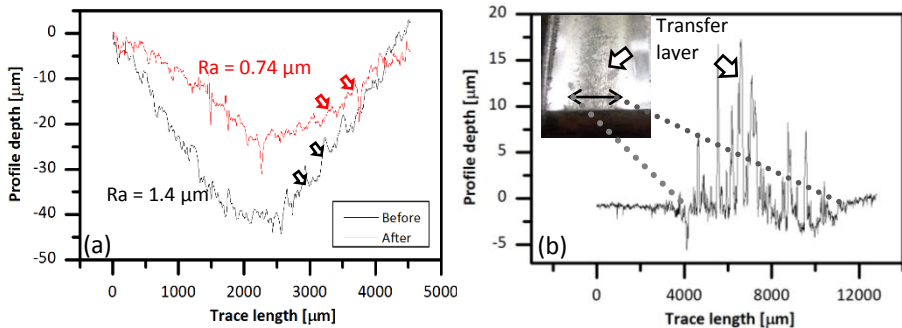 (a)
Ra = 0.74 μm
Ra = 1.4 μm
Before
After
0
-10
-20
-30
-40
-50
Profile depth [μm]
0
1000
2000
3000
4000
5000
Trace length [μm]
(b)
Transfer
layer
20
15
10
5
0
-5
Profile depth [μm]
0
4000
8000
12000
Trace length [μm]